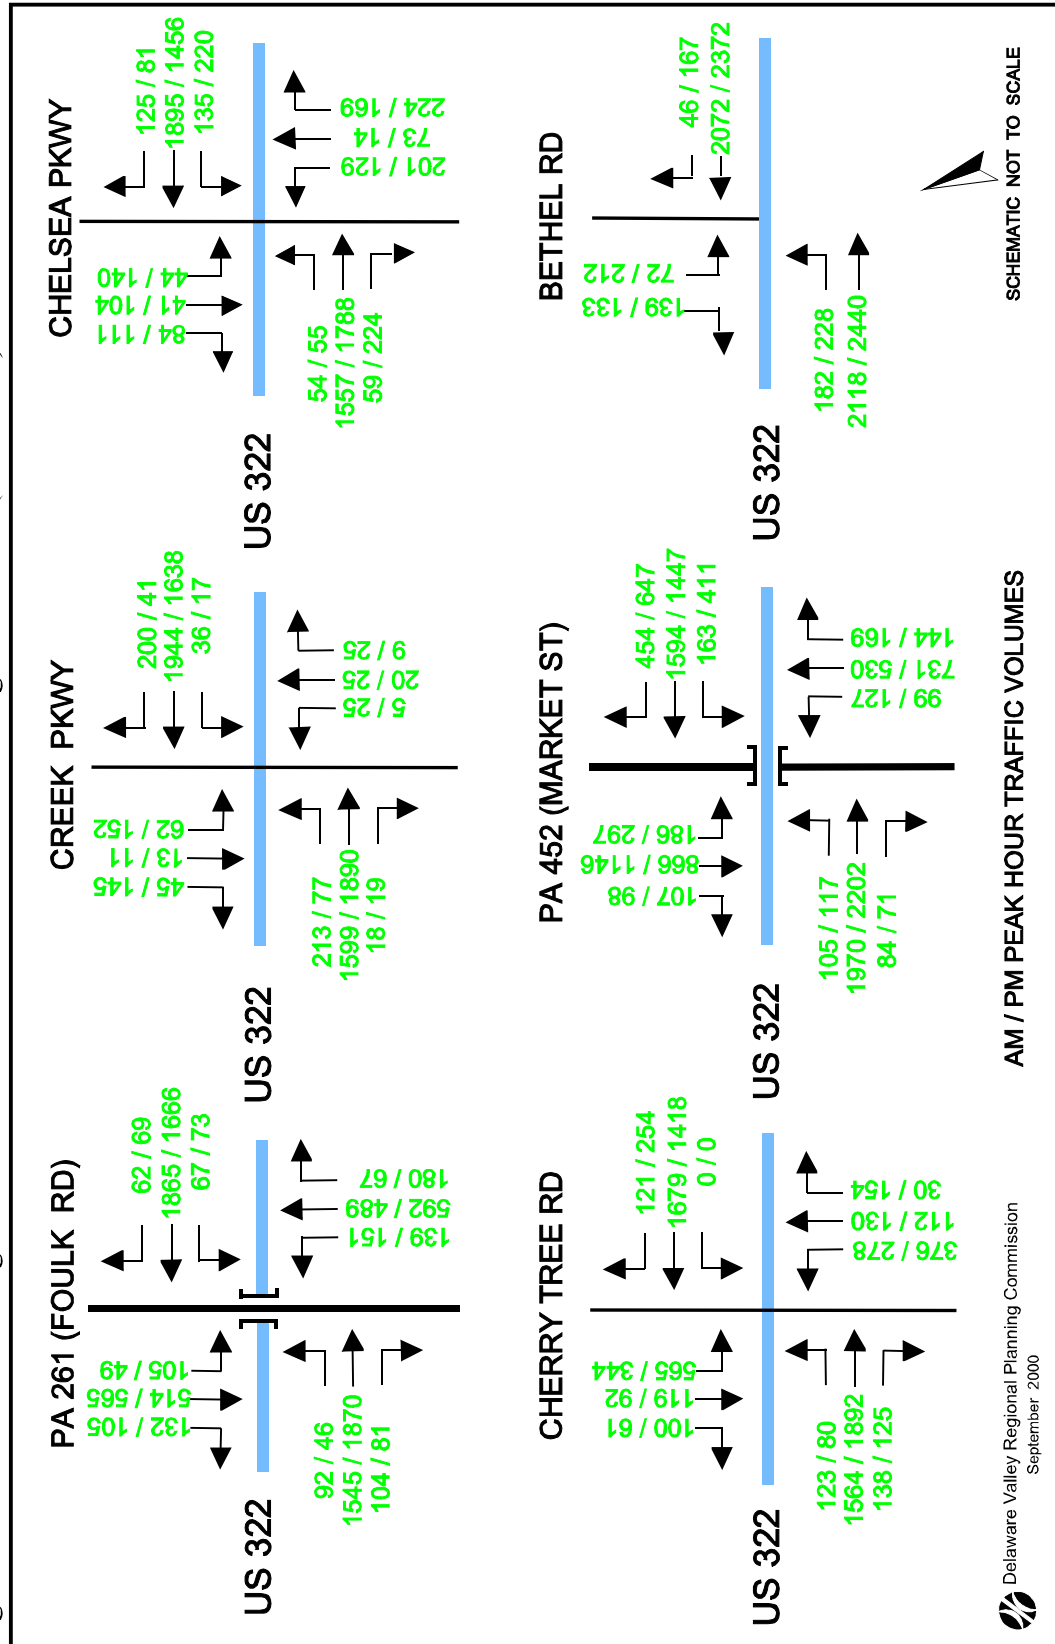 PA 261 (FOULK RD)
62 / 69
1865 / 1666
67 / 73
105 / 49
514 / 565
132 / 105
US 322
92 / 46
1545 / 1870
104 / 81
180 / 67
592 / 489
139 / 151
CREEK PKWY
200 / 41
1944 / 1638
36 / 17
62 / 152
13 / 11
45 / 145
US 322
213 / 77
1599 / 1890
18 / 19
9 / 25
20 / 25
5 / 25
CHELSEA PKWY
125 / 81
1895 / 1456
135 / 220
44 / 140
41 / 104
84 / 111
US 322
54 / 55
1557 / 1788
59 / 224
224 / 169
73 / 14
201 / 129
CHERRY TREE RD
121 / 254
1679 / 1418
0 / 0
565 / 344
119 / 92
100 / 61
US 322
123 / 80
1564 / 1892
138 / 125
30 / 154
112 / 130
376 / 278
PA 452 (MARKET ST)
454 / 647
1594 / 1447
163 / 411
186 / 297
866 / 1146
107 / 98
US 322
105 / 117
1970 / 2202
84 / 71
144 / 169
731 / 530
99 / 127
BETHEL RD
46 / 167
2072 / 2372
72 / 212
139 / 133
US 322
182 / 228
2118 / 2440
Delaware Valley Regional Planning Commission
September 2000
AM / PM PEAK HOUR TRAFFIC VOLUMES
SCHEMATIC NOT TO SCALE